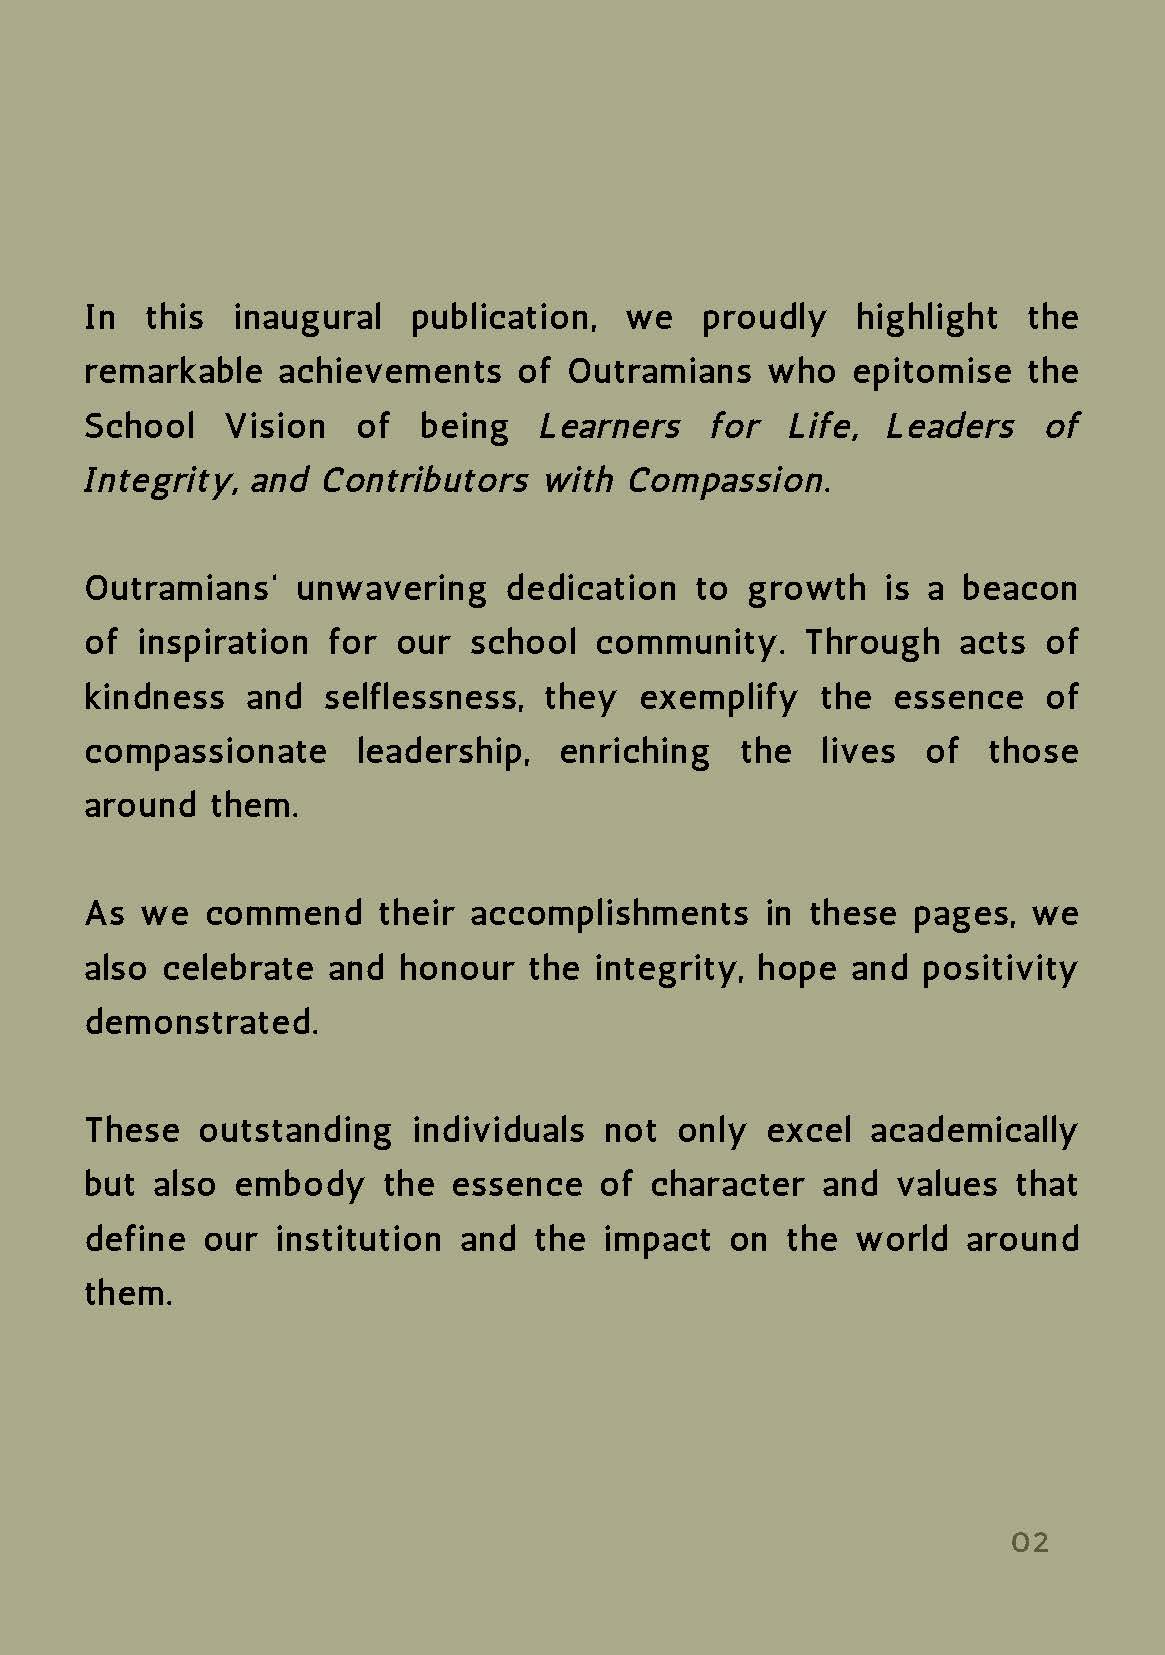 In this inaugural publication, we proudly highlight the
remarkable achievements of Outramians who epitomise the
School Vision of being Learners for Life, Leaders of
Integrity, and Contributors with Compassion.
Outramians' unwavering dedication to growth is a beacon
of inspiration for our school community. Through acts of
kindness and selflessness, they exemplify the essence of
compassionate leadership, enriching the lives of those
around them.
As we commend their accomplishments in these pages, we
also celebrate and honour the integrity, hope and positivity
demonstrated.
These outstanding individuals not only excel academically
but also embody the essence of character and values that
define our institution and the impact on the world around
them.
02